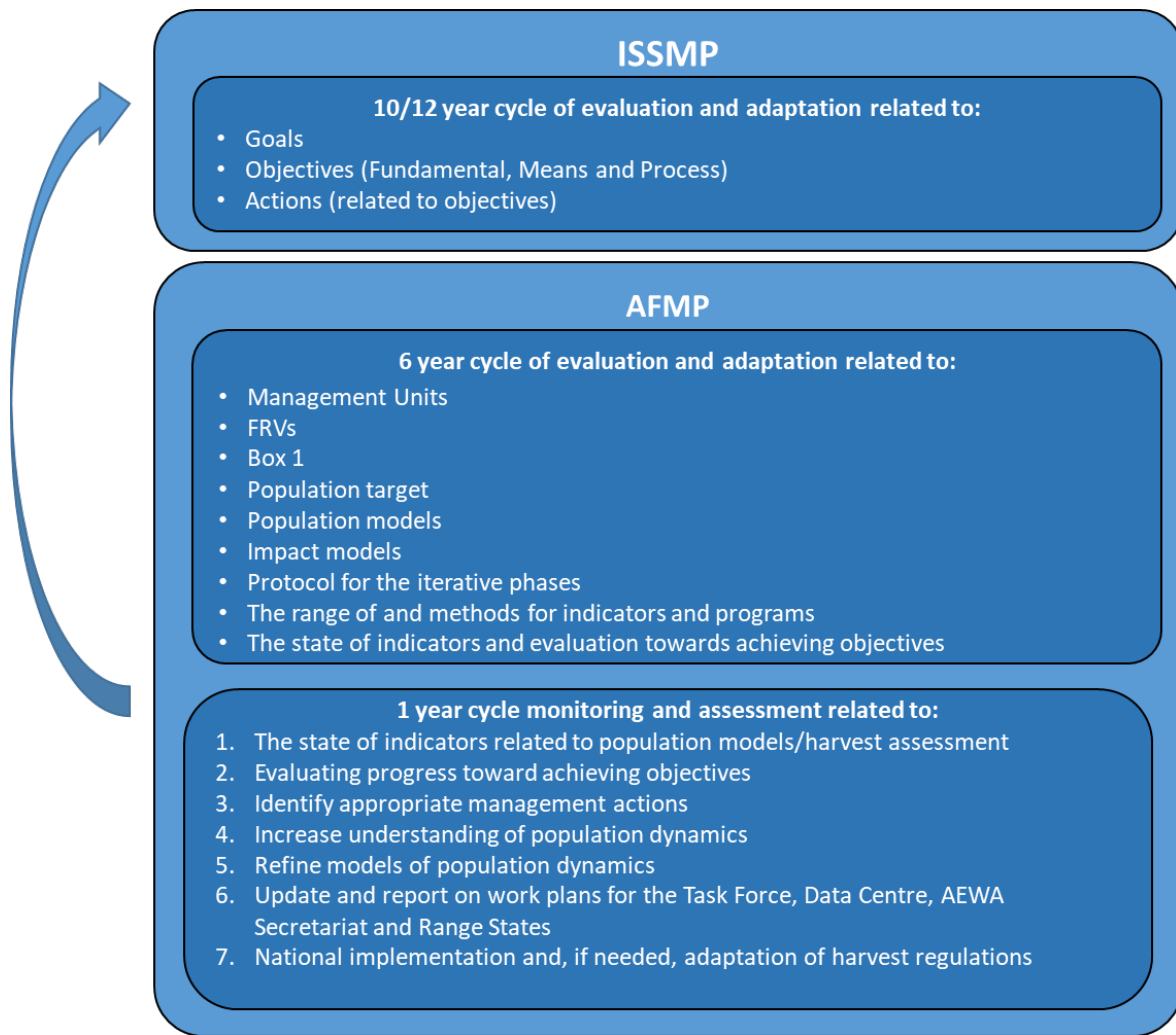 ISSMP
10/12 year cycle of evaluation and adaptation related to:
• Goals
• Objectives (Fundamental, Means and Process)
• Actions (related to objectives)
AFMP
6 year cycle of evaluation and adaptation related to:
• Management Units
• FRVs
• Box 1
• Population target
• Population models
• Impact models
• Protocol for the iterative phases
• The range of and methods for indicators and programs
• The state of indicators and evaluation towards achieving objectives
1 year cycle monitoring and assessment related to:
1. The state of indicators related to population models/harvest assessment
2. Evaluating progress toward achieving objectives
3. Identify appropriate management actions
4. Increase understanding of population dynamics
5. Refine models of population dynamics
6. Update and report on work plans for the Task Force, Data Centre, AEWA
Secretariat and Range States
7. National implementation and, if needed, adaptation of harvest regulations